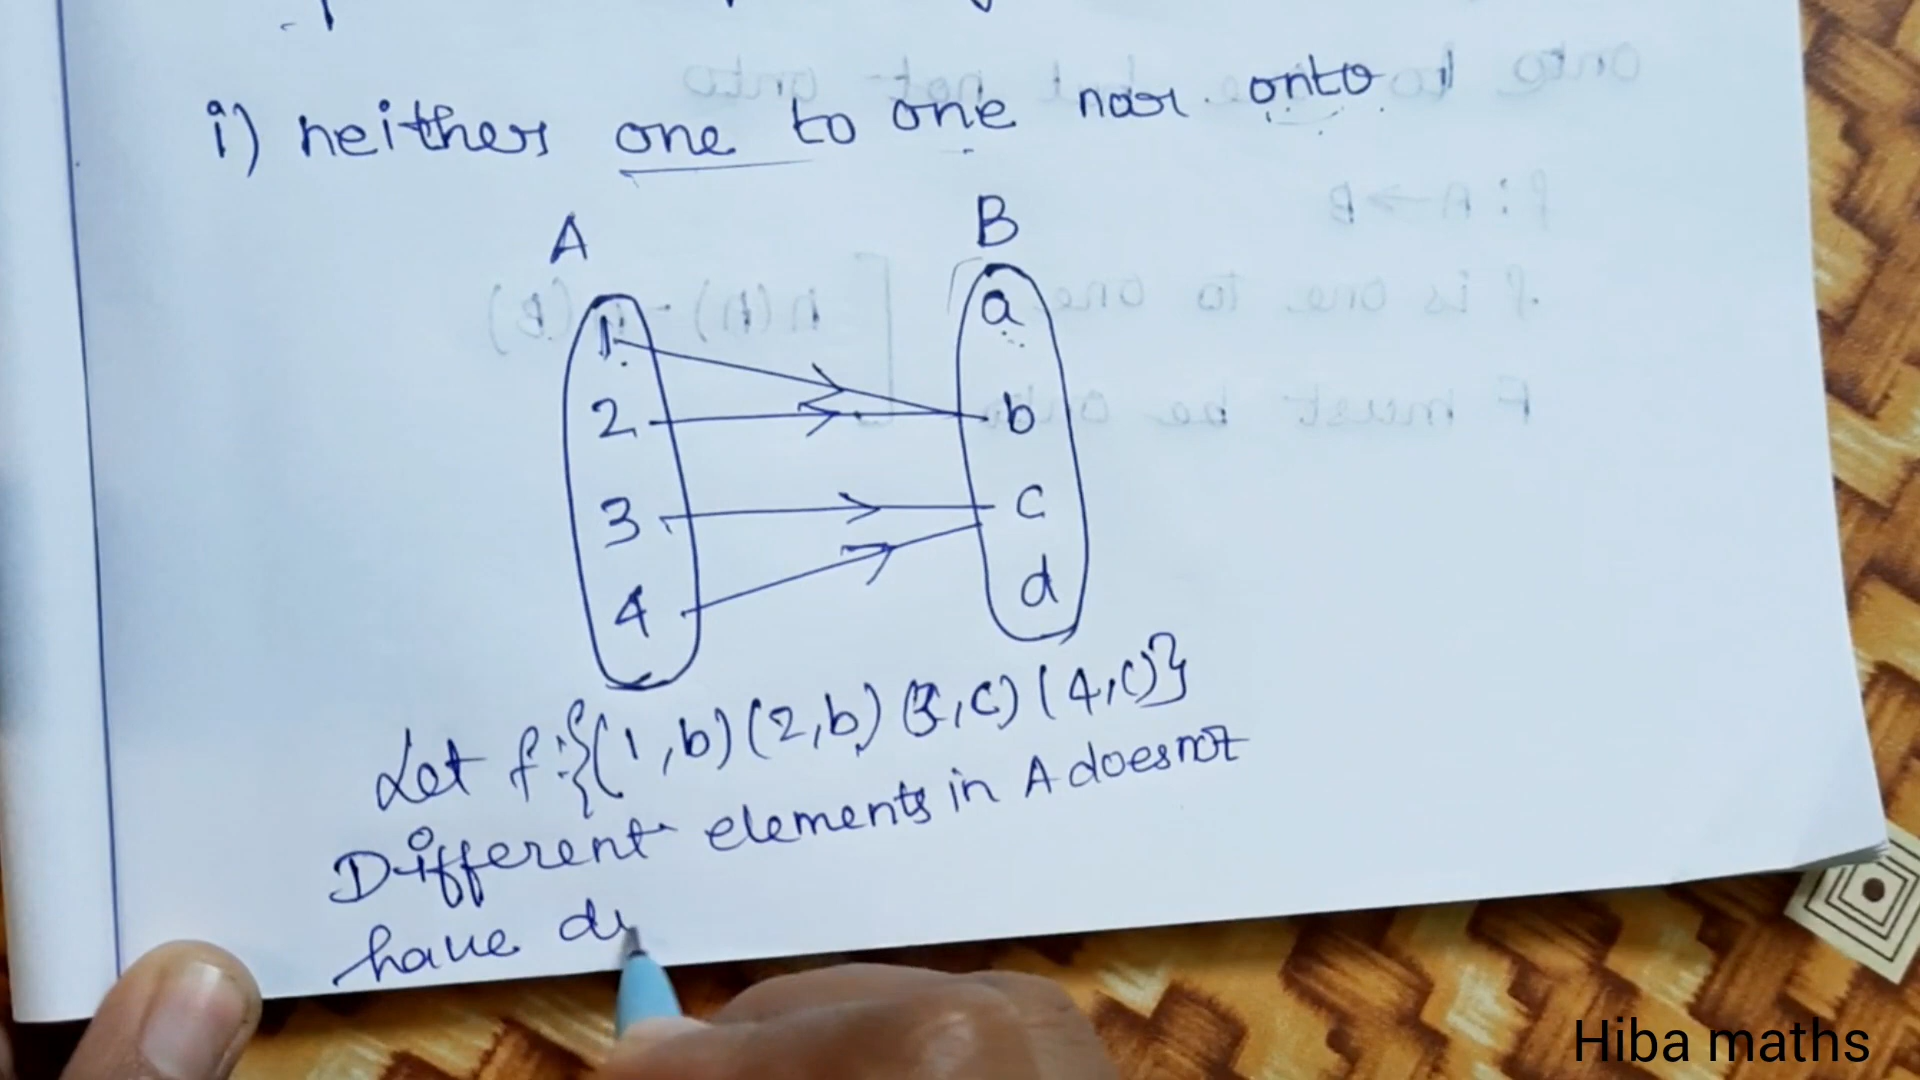 i) neither one to one nor onto
A B
1 a
2 b
3 c
4 d
Let f:{(1,b)(2,b)(3,c)(4,c)}
Different elements in A doesnot
have di
Hiba maths